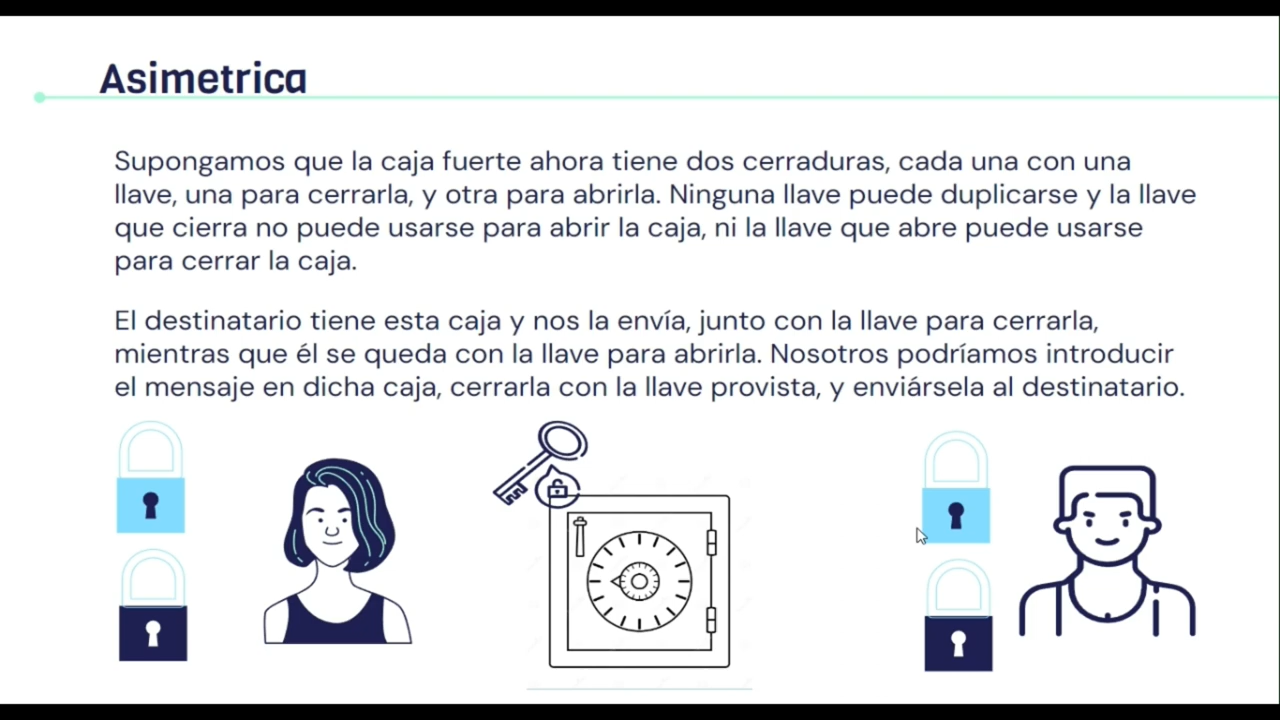 Asimetrica
Supongamos que la caja fuerte ahora tiene dos cerraduras, cada una con una
llave, una para cerrarla, y otra para abrirla. Ninguna llave puede duplicarse y la llave
que cierra no puede usarse para abrir la caja, ni la llave que abre puede usarse
para cerrar la caja.
El destinatario tiene esta caja y nos la envía, junto con la llave para cerrarla,
mientras que él se queda con la llave para abrirla. Nosotros podríamos introducir
el mensaje en dicha caja, cerrarla con la llave provista, y enviársela al destinatario.